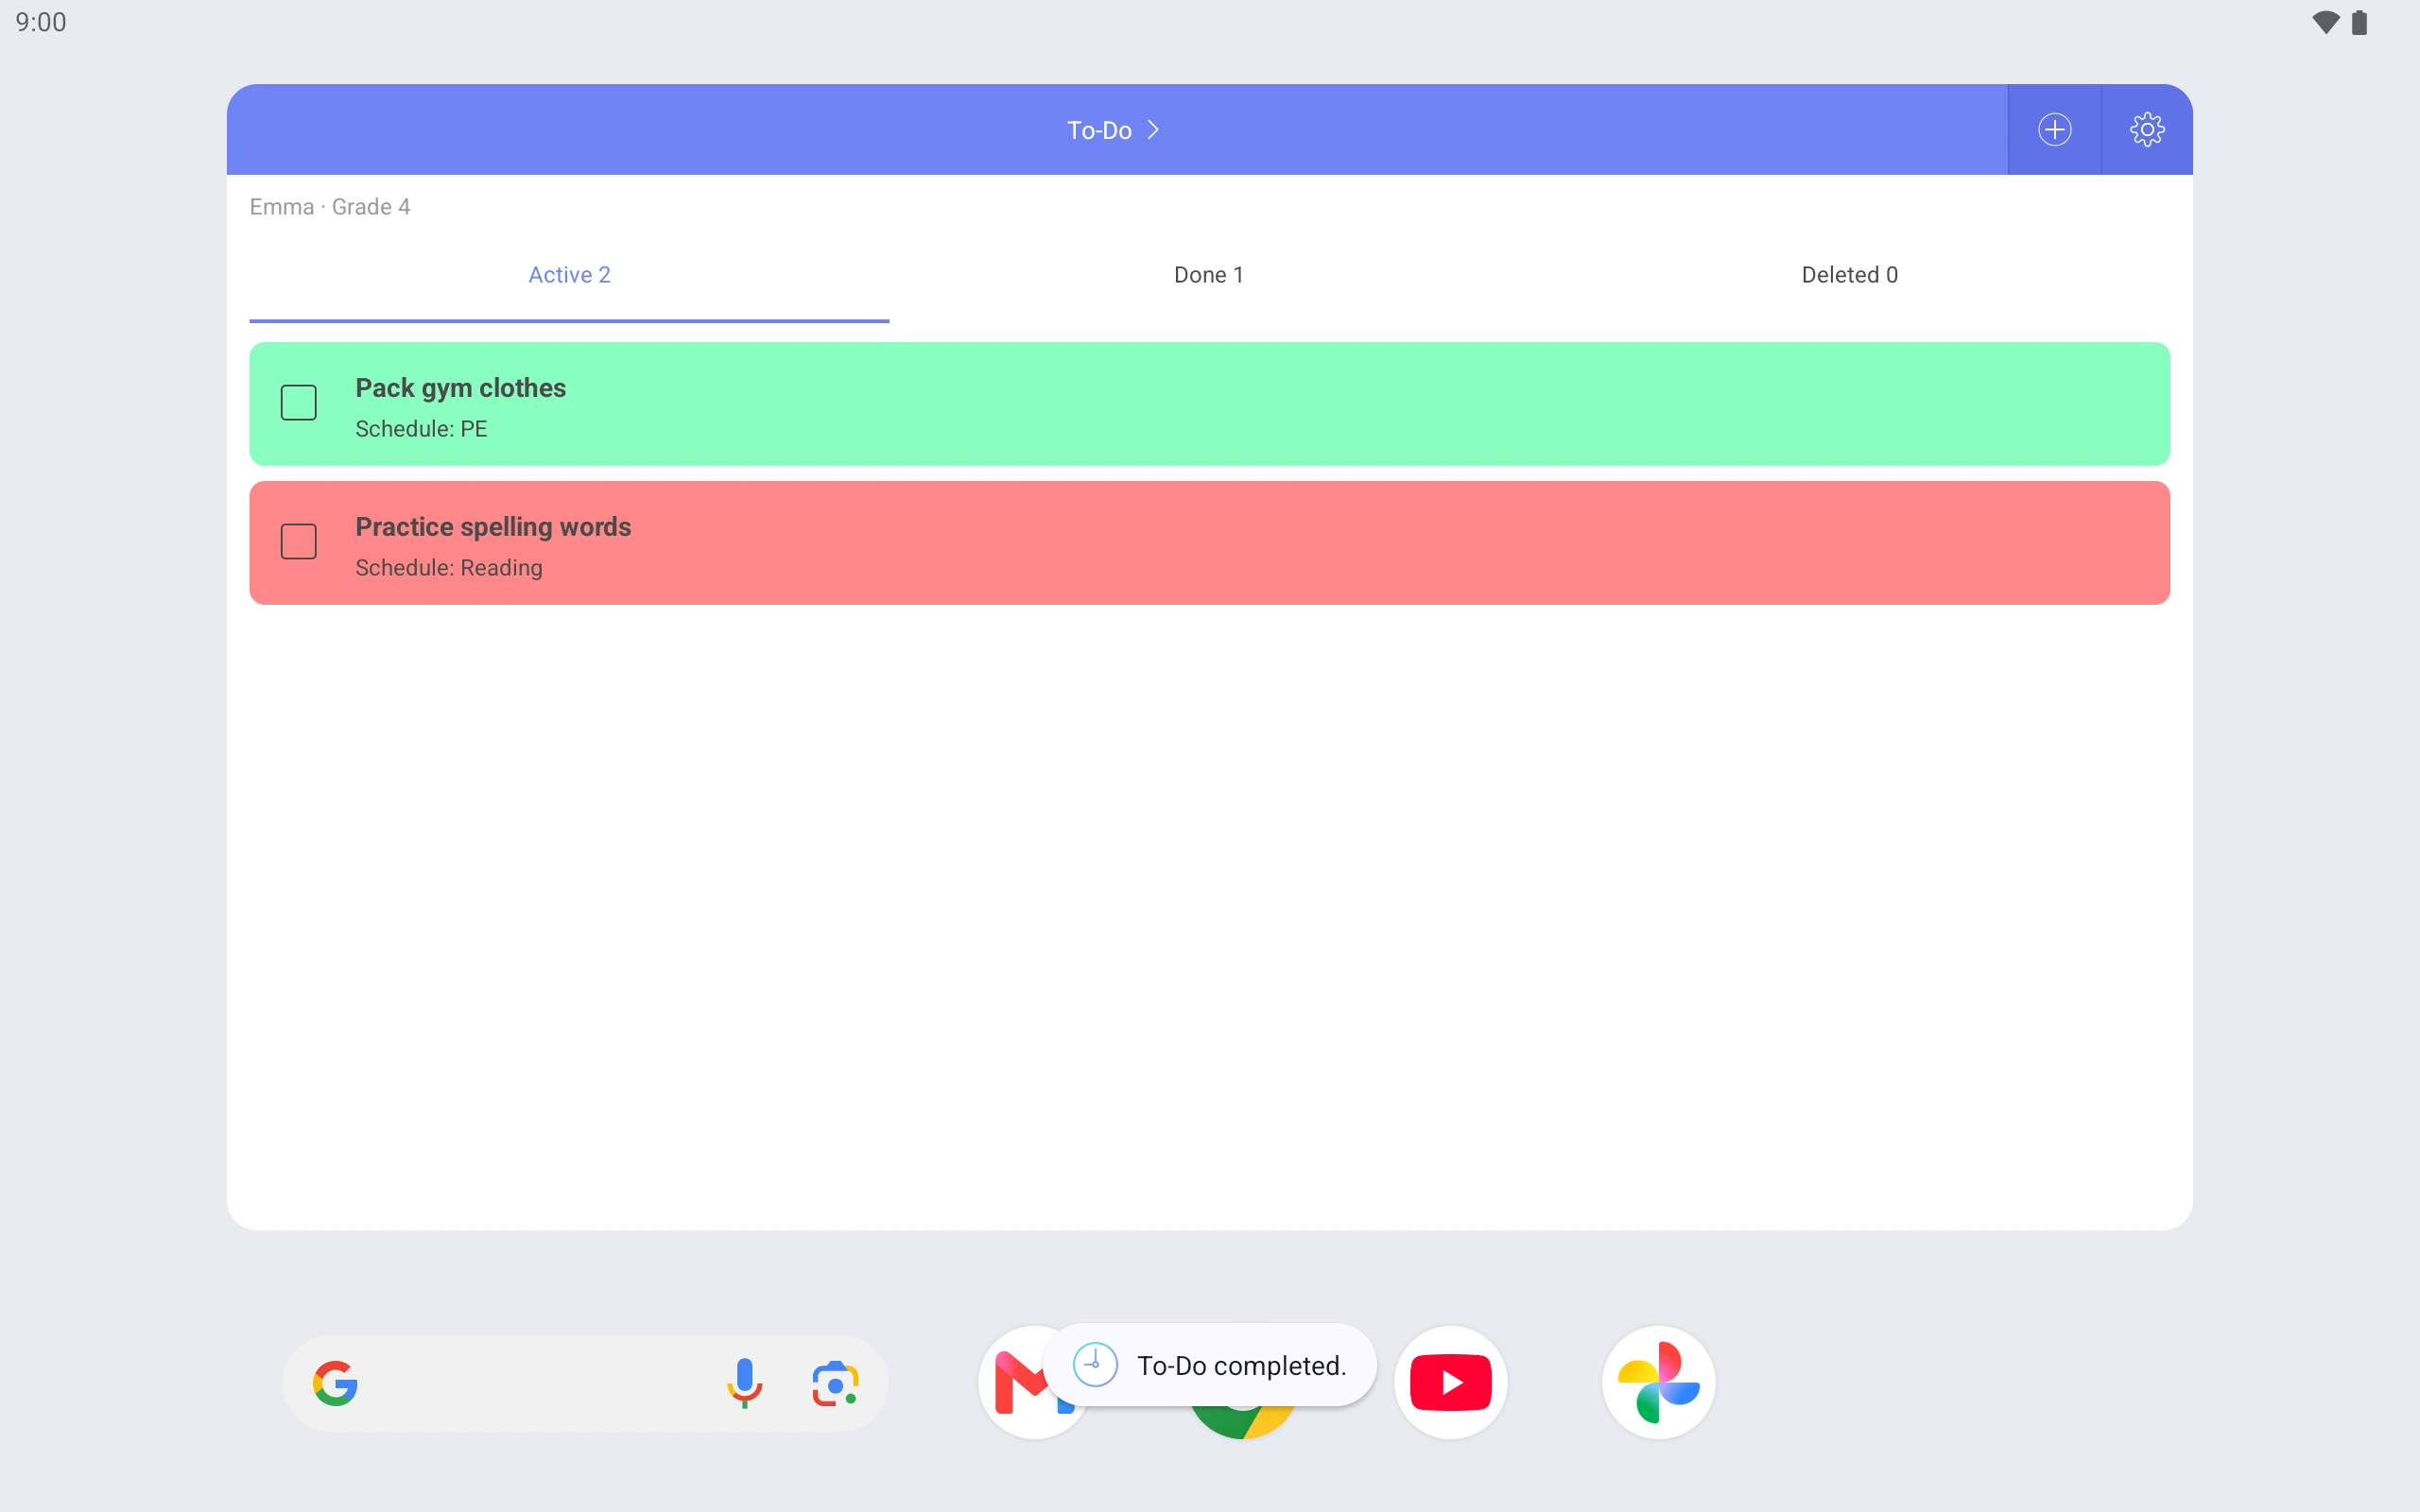 9:00
To-Do
Emma · Grade 4
Active 2
Done 1
Deleted 0
Pack gym clothes
Schedule: PE
Practice spelling words
Schedule: Reading
To-Do completed.